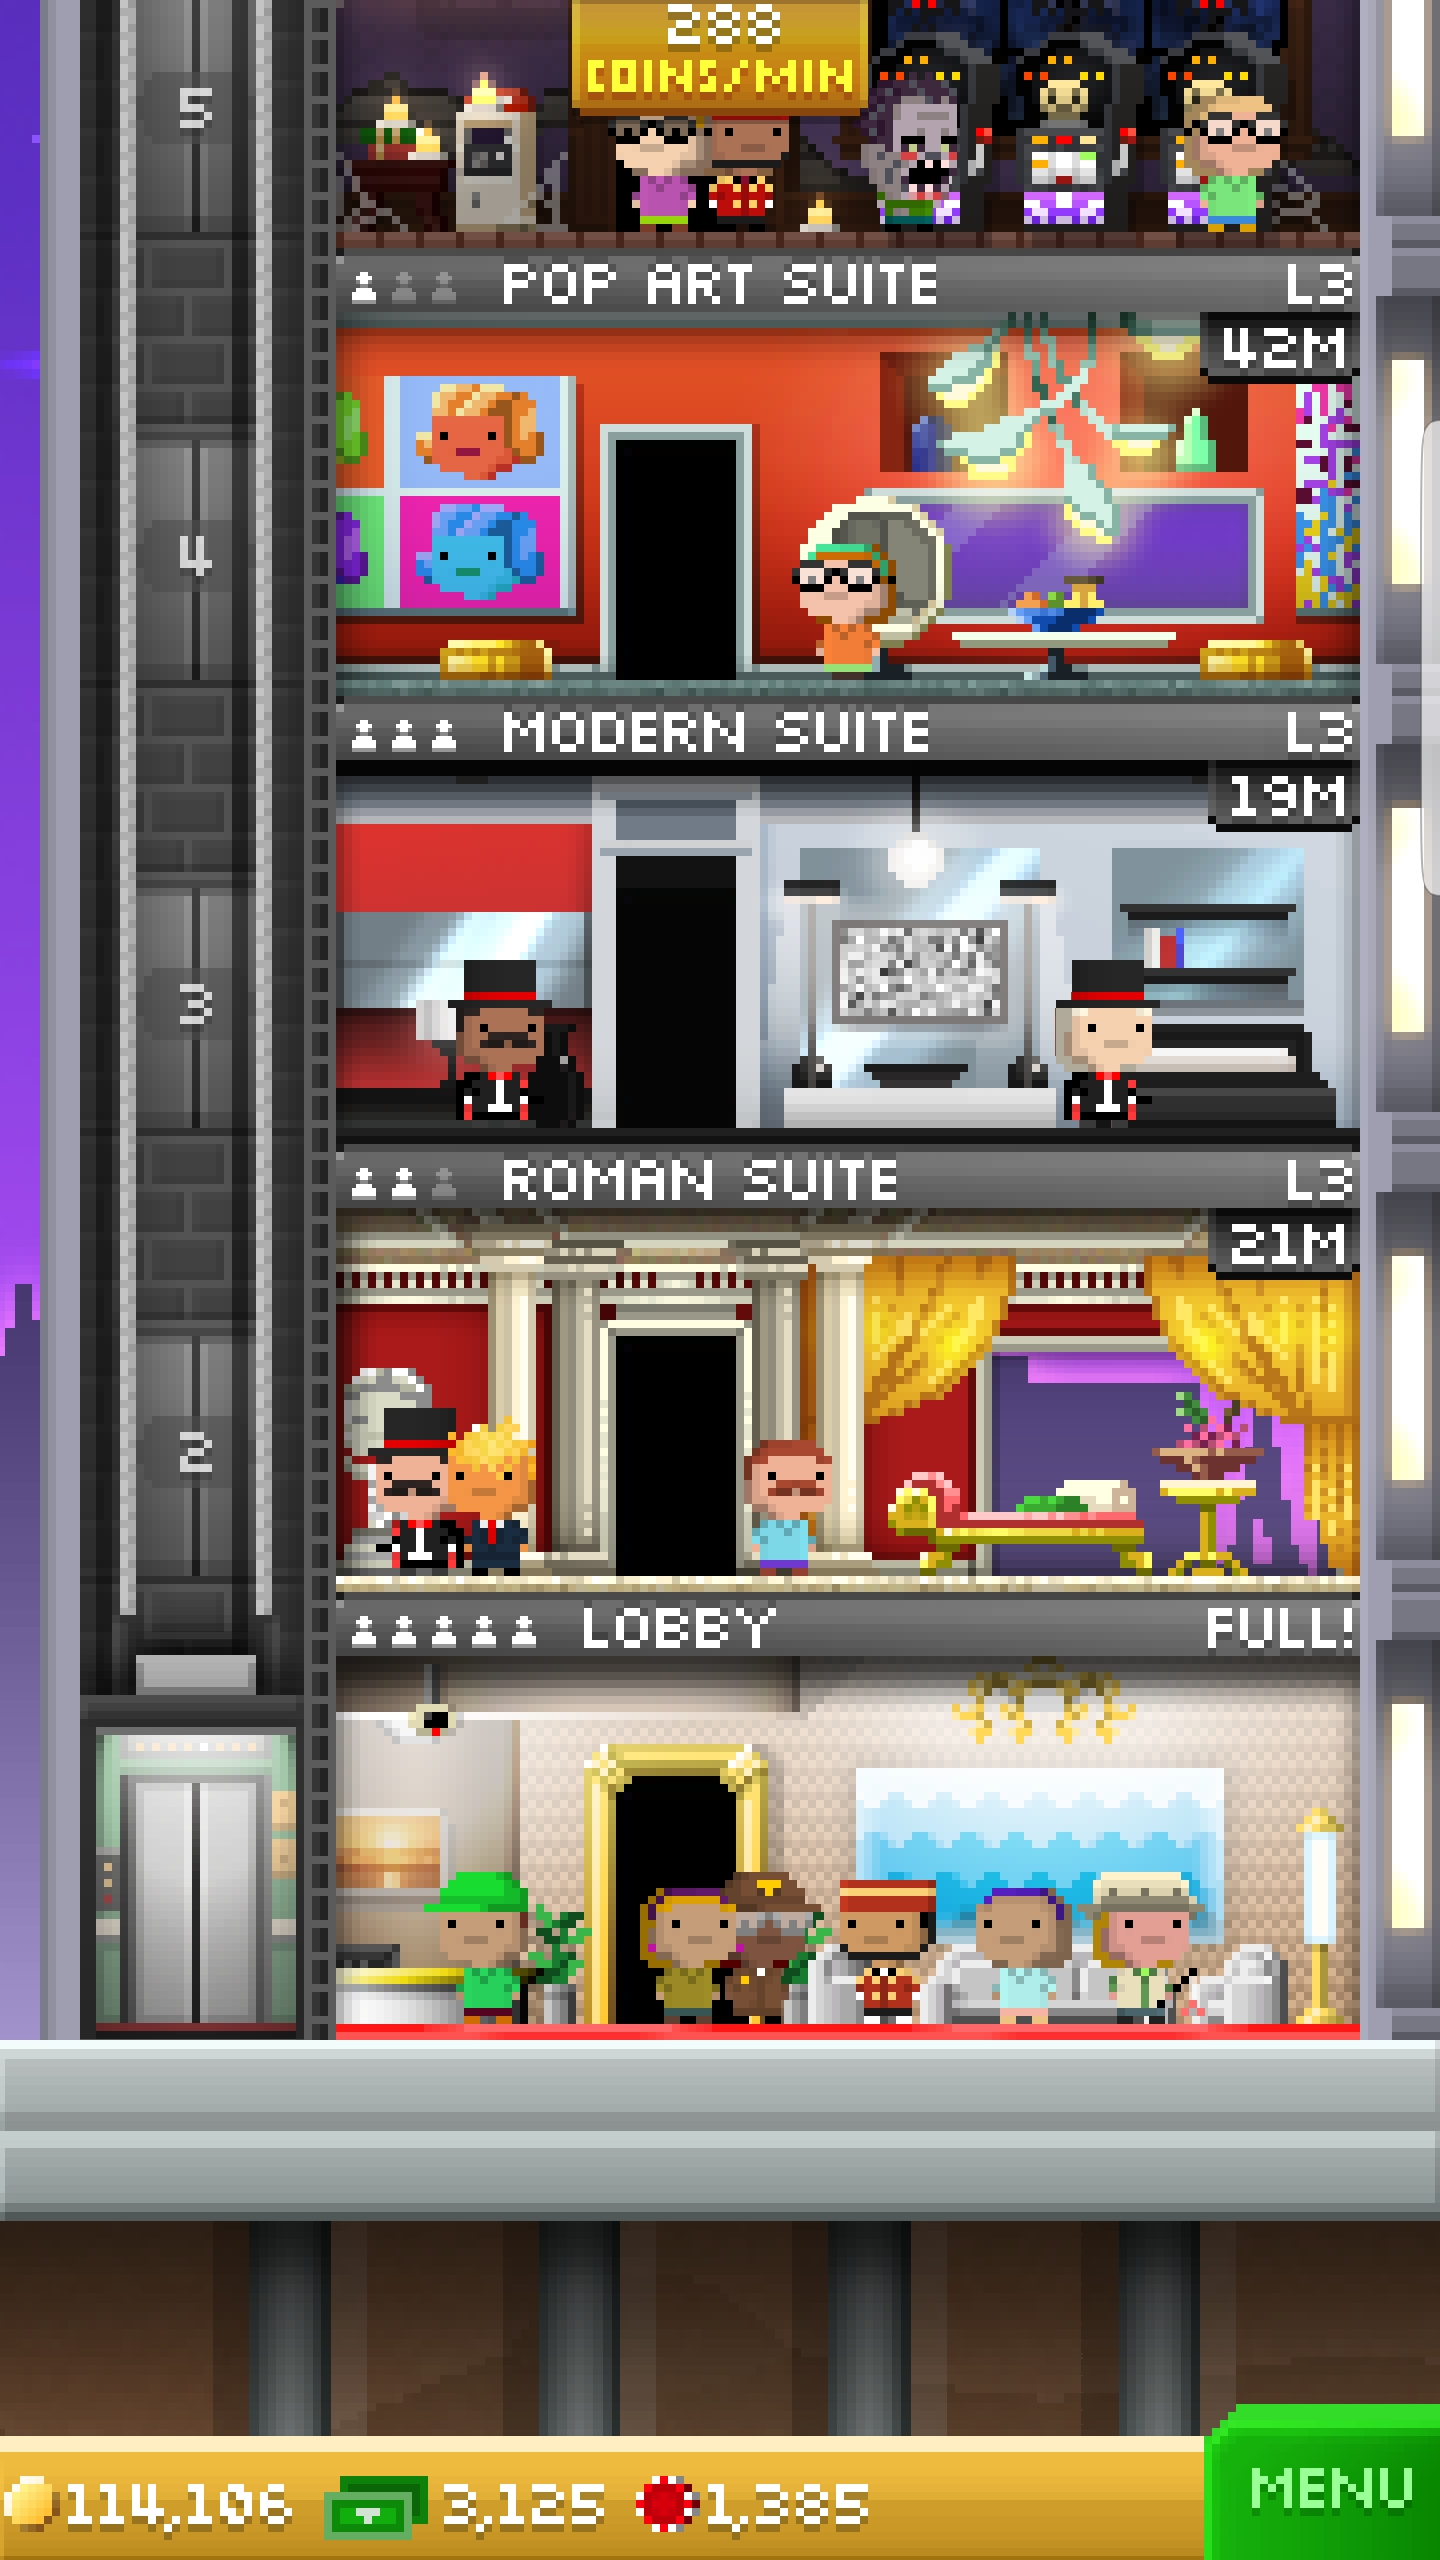 288
COINS/MIN
5
POP ART SUITE L3
42M
4
MODERN SUITE L3
19M
3
ROMAN SUITE L3
21M
2
LOBBY FULL!
114,106 3,125 1,385
MENU